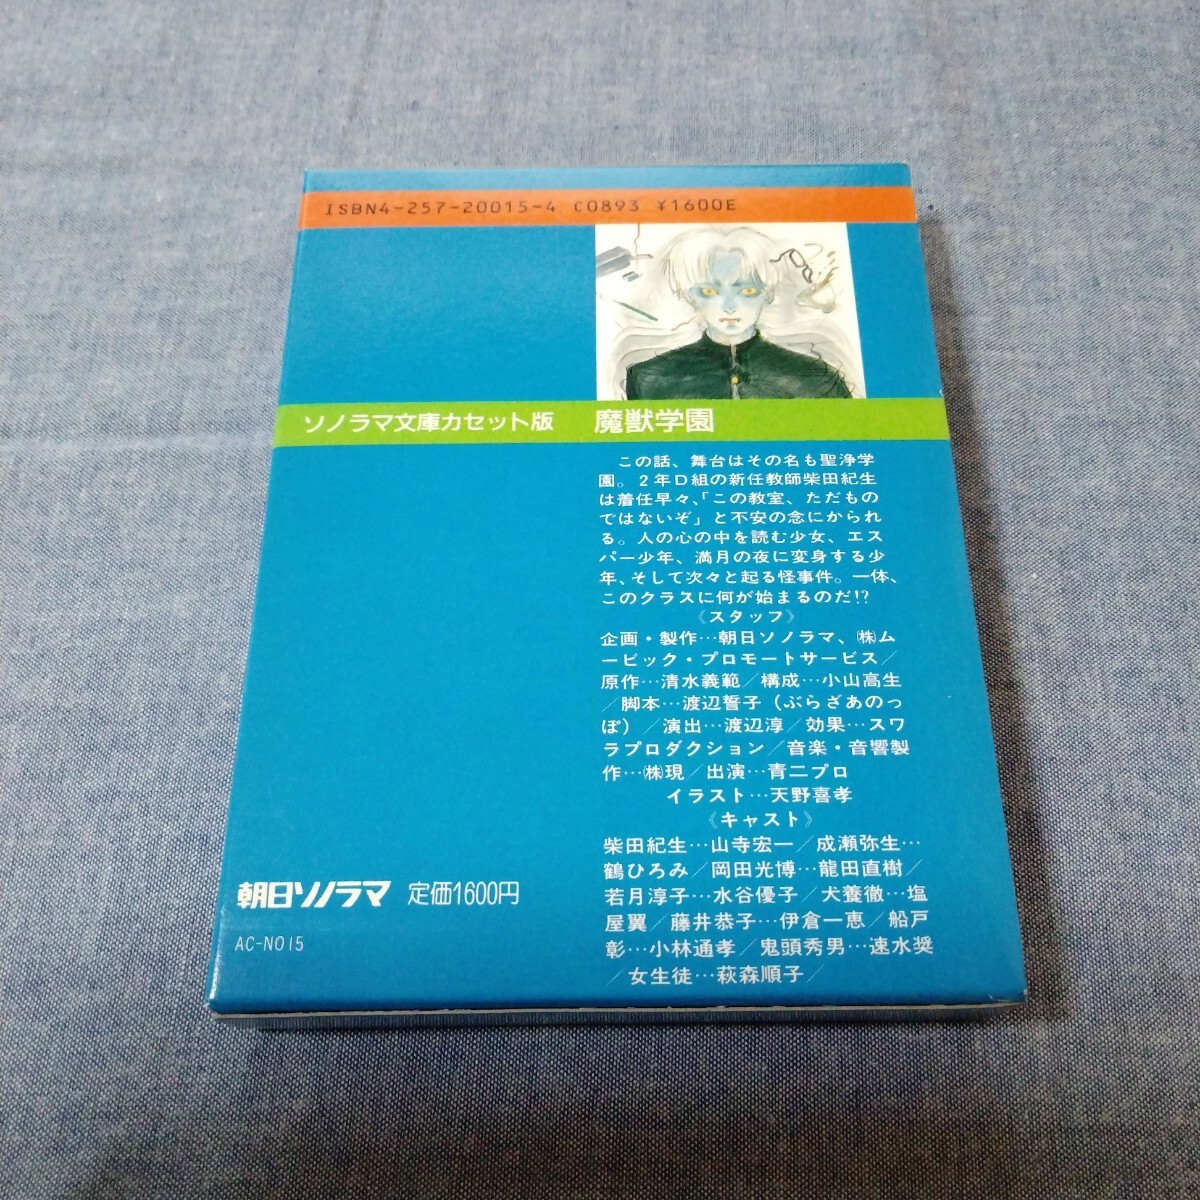 ISBN4-257-20015-4 C0893 ¥1600E
ソノラマ文庫カセット版 魔獣学園
この話、舞台はその名も聖浄学
園。２年Ｄ組の新任教師柴田紀生
は着任早々、「この教室、ただもの
ではないぞ」と不安の念にかられ
る。人の心の中を読む少女、エス
パー少年、満月の夜に変身する少
年、そして次々と起る怪事件。一体、
このクラスに何が始まるのだ!?
《スタッフ》
企画・製作…朝日ソノラマ、㈱ム
ービック・プロモートサービス／
原作…清水義範／構成…小山高生
／脚本…渡辺誓子（ぶらざあのっ
ぽ）／演出…渡辺淳／効果…スワ
ラプロダクション／音楽・音響製
作…㈱現／出演…青二プロ
イラスト…天野喜孝
《キャスト》
柴田紀生…山寺宏一／成瀬弥生…
鶴ひろみ／岡田光博…龍田直樹／
若月淳子…水谷優子／犬養徹…塩
屋翼／藤井恭子…伊倉一恵／船戸
彰…小林通孝／鬼頭秀男…速水奨
／女生徒…萩森順子／
朝日ソノラマ 定価1600円
AC-NO15